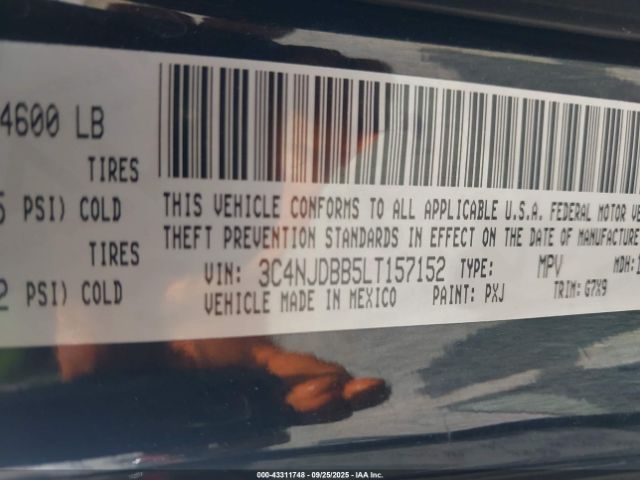 4600 LB
TIRES
PSI) COLD
TIRES
PSI) COLD
THIS VEHICLE CONFORMS TO ALL APPLICABLE U.S.A. FEDERAL MOTOR
THEFT PREVENTION STANDARDS IN EFFECT ON THE DATE OF MANUFACTURE
VIN: 3C4NJDBB5LT157152 TYPE: MPV MDH:
VEHICLE MADE IN MEXICO PAINT: PXJ TRIM: G7X9
000-43311748 - 09/25/2025 - IAA Inc.